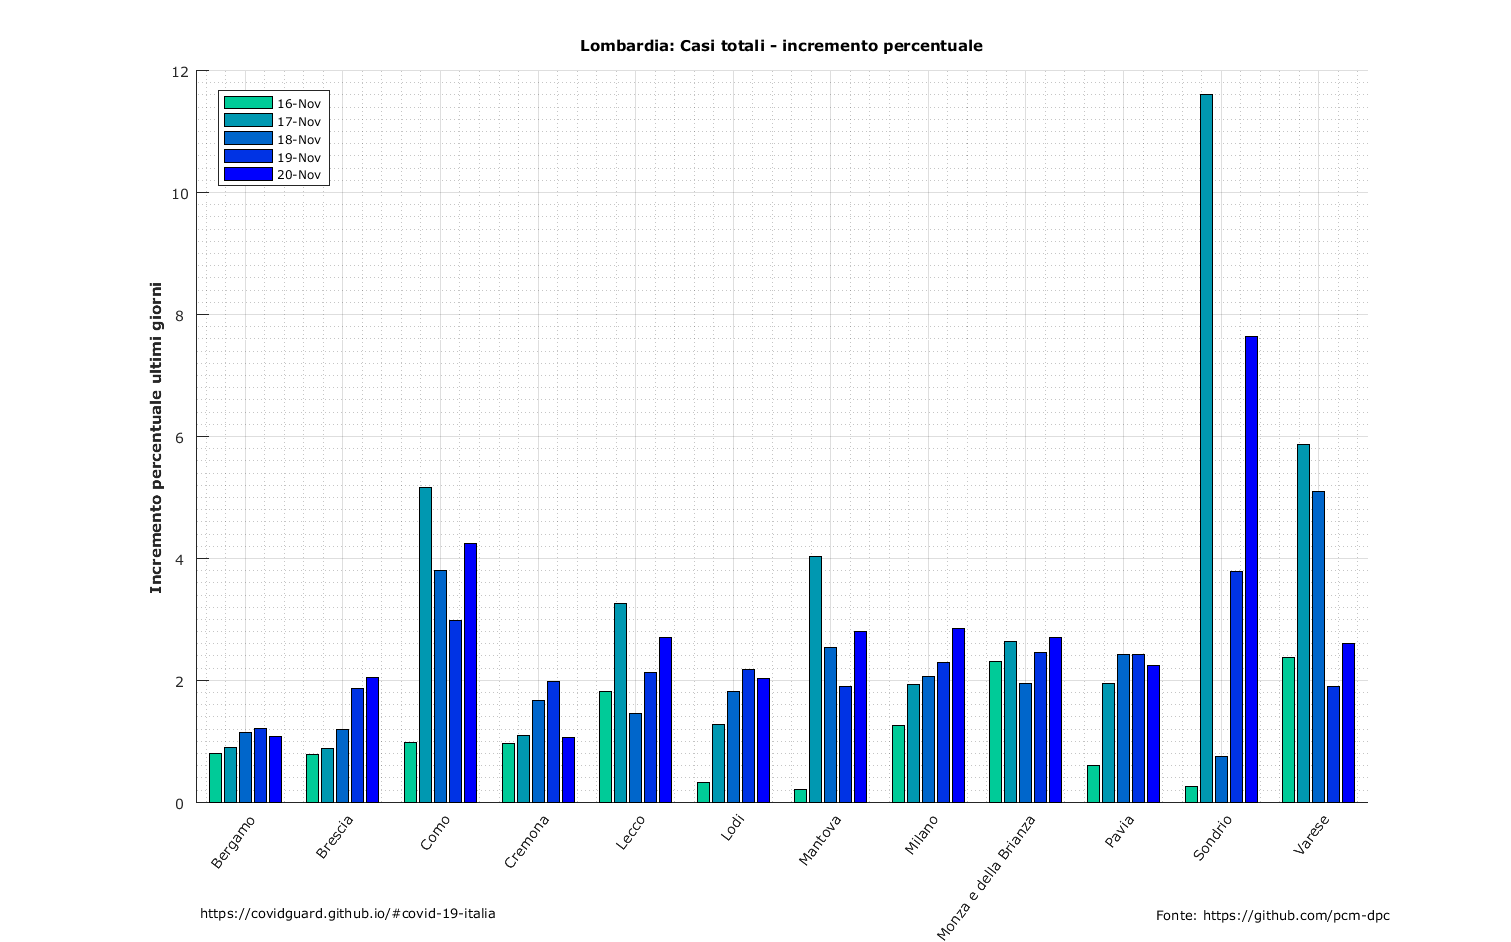 Lombardia: Casi totali - incremento percentuale
12
10
8
6
4
2
0
Incremento percentuale ultimi giorni
16-Nov
17-Nov
18-Nov
19-Nov
20-Nov
Bergamo
Brescia
Como
Cremona
Lecco
Lodi
Mantova
Milano
Monza e della Brianza
Pavia
Sondrio
Varese
https://covidguard.github.io/#covid-19-italia
Fonte: https://github.com/pcm-dpc